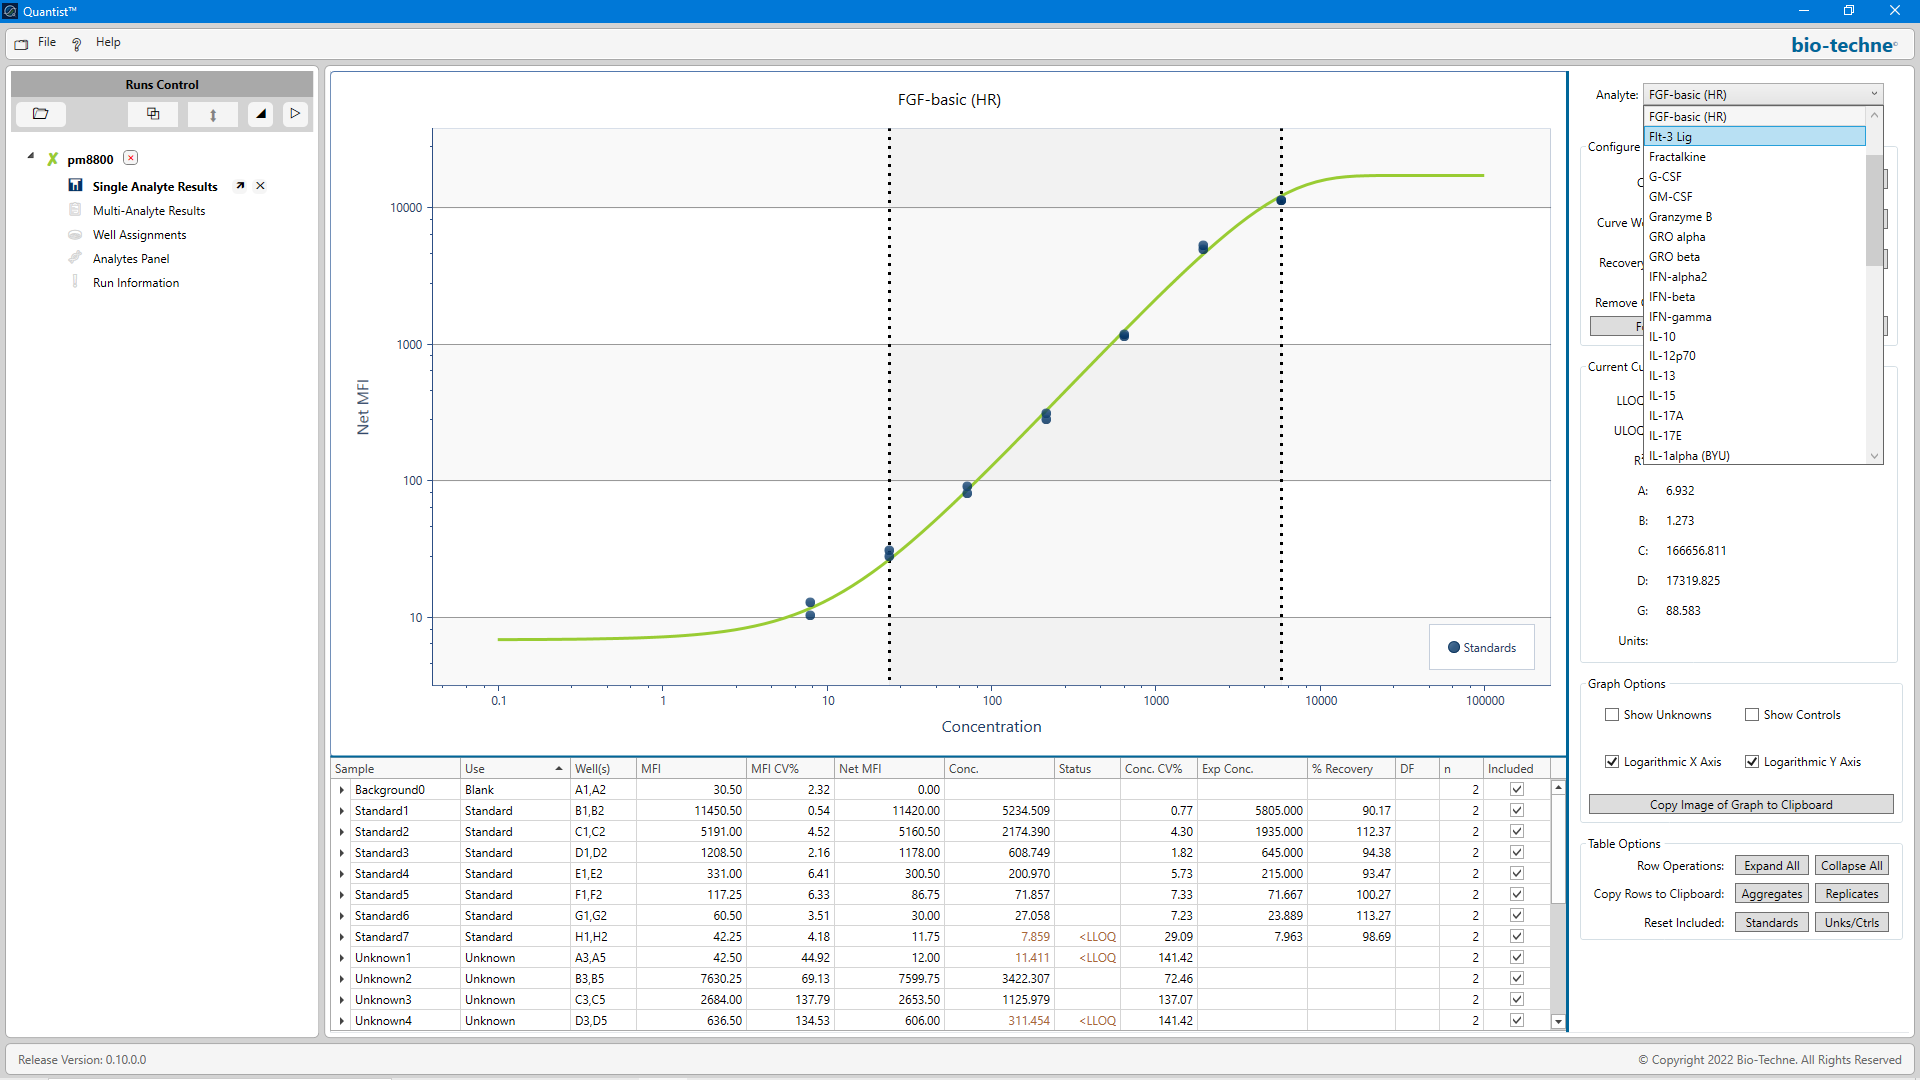 Quantist™
File Help
bio-techne
Runs Control
pm8800
Single Analyte Results
Multi-Analyte Results
Well Assignments
Analytes Panel
Run Information
FGF-basic (HR)
Net MFI
10000
1000
100
10
0.1 1 10 100 1000 10000 100000
Concentration
Standards
Sample Use Well(s) MFI MFI CV% Net MFI Conc. Status Conc. CV% Exp Conc. % Recovery DF n Included
Background0 Blank A1,A2 30.50 2.32 0.00 2
Standard1 Standard B1,B2 11450.50 0.54 11420.00 5234.509 0.77 5805.000 90.17 2
Standard2 Standard C1,C2 5191.00 4.52 5160.50 2174.390 4.30 1935.000 112.37 2
Standard3 Standard D1,D2 1208.50 2.16 1178.00 608.749 1.82 645.000 94.38 2
Standard4 Standard E1,E2 331.00 6.41 300.50 200.970 5.73 215.000 93.47 2
Standard5 Standard F1,F2 117.25 6.33 86.75 71.857 7.33 71.667 100.27 2
Standard6 Standard G1,G2 60.50 3.51 30.00 27.058 7.23 23.889 113.27 2
Standard7 Standard H1,H2 42.25 4.18 11.75 7.859 <LLOQ 29.09 7.963 98.69 2
Unknown1 Unknown A3,A5 42.50 44.92 12.00 11.411 <LLOQ 141.42 2
Unknown2 Unknown B3,B5 7630.25 69.13 7599.75 3422.307 72.46 2
Unknown3 Unknown C3,C5 2684.00 137.79 2653.50 1125.979 137.07 2
Unknown4 Unknown D3,D5 636.50 134.53 606.00 311.454 <LLOQ 141.42 2
Analyte: FGF-basic (HR)
FGF-basic (HR)
Flt-3 Lig
Fractalkine
G-CSF
GM-CSF
Granzyme B
GRO alpha
GRO beta
IFN-alpha2
IFN-beta
IFN-gamma
IL-10
IL-12p70
IL-13
IL-15
IL-17A
IL-17E
IL-1alpha (BYU)
Configure
Curve
Recovery
Remove
Current
LLOQ
ULOQ
A: 6.932
B: 1.273
C: 166656.811
D: 17319.825
G: 88.583
Units:
Graph Options
Show Unknowns Show Controls
Logarithmic X Axis Logarithmic Y Axis
Copy Image of Graph to Clipboard
Table Options
Row Operations: Expand All Collapse All
Copy Rows to Clipboard: Aggregates Replicates
Reset Included: Standards Unks/Ctrls
Release Version: 0.10.0.0
© Copyright 2022 Bio-Techne. All Rights Reserved